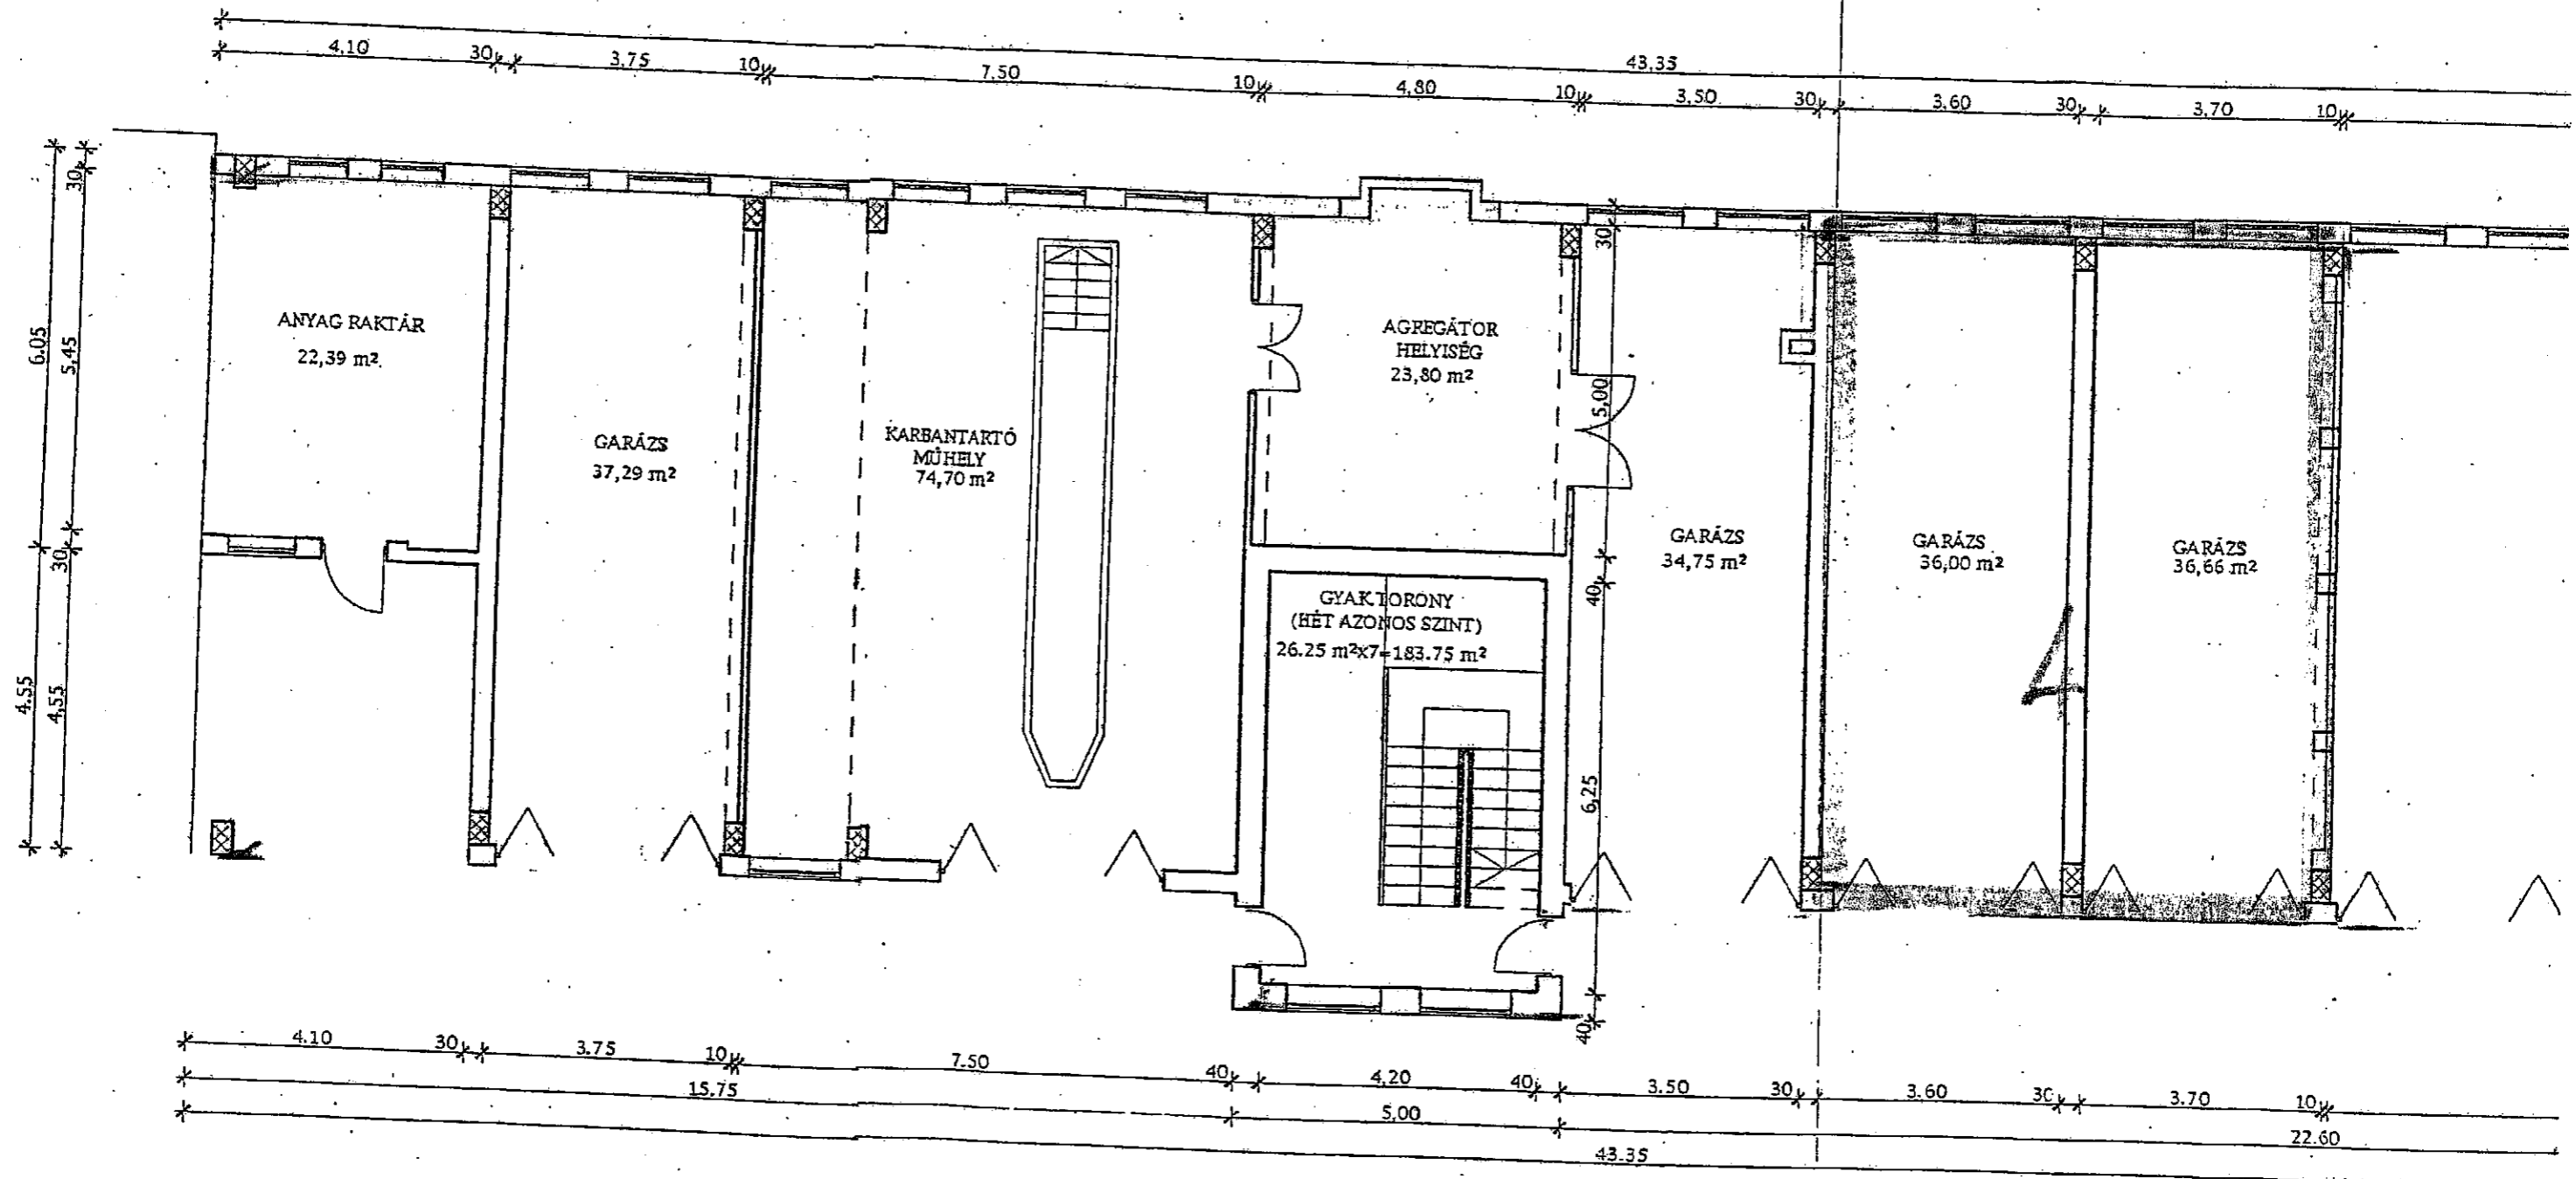 43,35
4,10 30 3,75 10 7,50 10 4,80 10 3,50 30 3,60 30 3,70 10
6.05
4.55
30
5,45
30
4,55
ANYAG RAKTÁR
22,39 m²
GARÁZS
37,29 m²
KARBANTARTÓ
MŰHELY
74,70 m²
AGREGÁTOR
HELYISÉG
23,80 m²
GYAK.TORONY
(HÉT AZONOS SZINT)
26.25 m²x7=183.75 m²
30
5,00
40
6,25
40
GARÁZS
34,75 m²
GARÁZS
36,00 m²
GARÁZS
36,66 m²
4.10 30 3.75 10 7.50 40 4,20 40 3.50 30 3.60 30 3.70 10
15.75 5,00 22.60
43.35